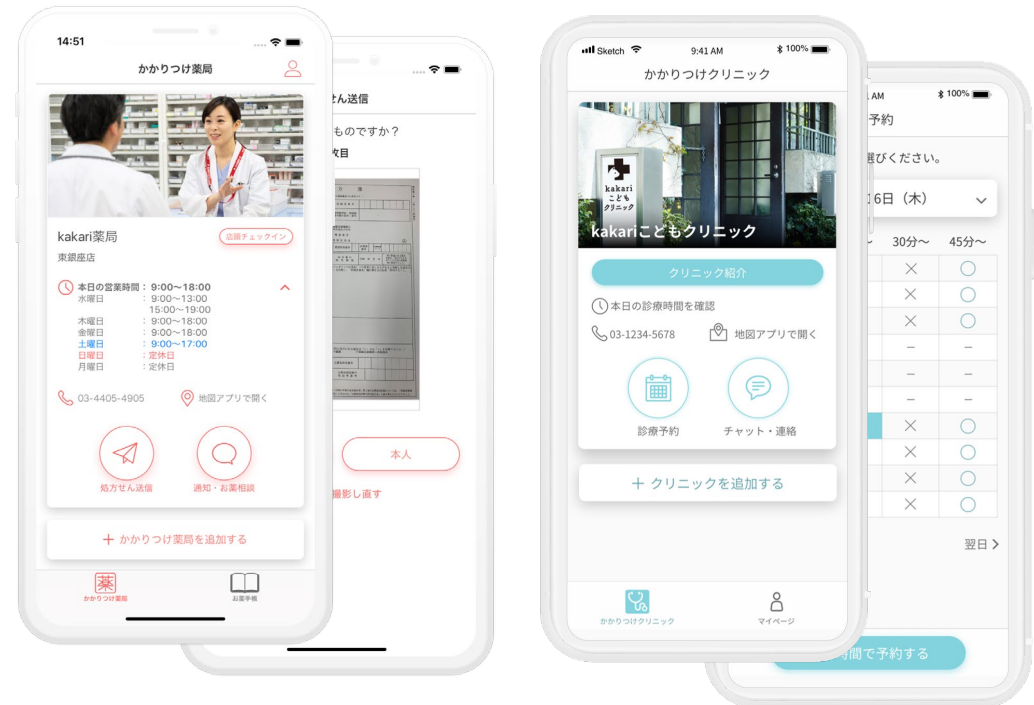 14:51
かかりつけ薬局
kakari薬局
店頭チェックイン
東銀座店
本日の営業時間： 9:00〜18:00
水曜日 : 9:00〜13:00
15:00〜19:00
木曜日 : 9:00〜18:00
金曜日 : 9:00〜18:00
土曜日 : 9:00〜17:00
日曜日 : 定休日
月曜日 : 定休日
03-4405-4905
地図アプリで開く
処方せん送信
通知・お薬相談
＋ かかりつけ薬局を追加する
薬
かかりつけ薬局
お薬手帳
せん送信
ものですか？
枚目
本人
撮影し直す
Sketch
9:41 AM
100%
かかりつけクリニック
kakari
こども
クリニック
kakariこどもクリニック
クリニック紹介
本日の診療時間を確認
03-1234-5678
地図アプリで開く
診療予約
チャット・連絡
＋ クリニックを追加する
かかりつけクリニック
マイページ
AM
100%
予約
選びください。
6日（木）
30分〜
45分〜
翌日
時間で予約する